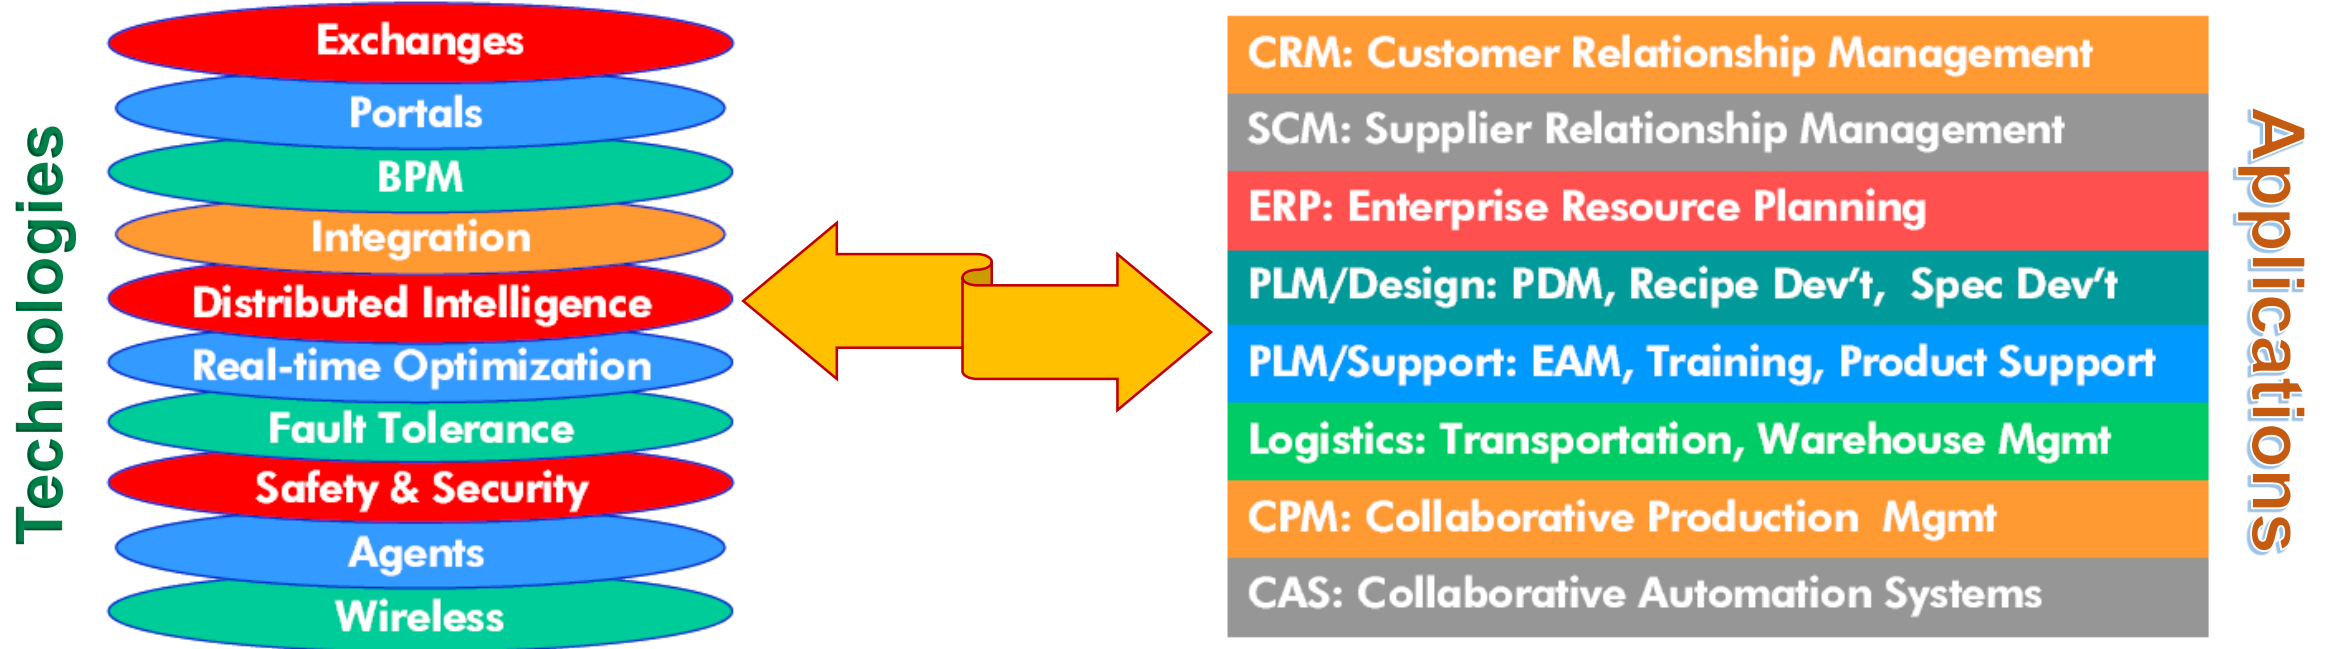 Technologies
Exchanges
Portals
BPM
Integration
Distributed Intelligence
Real-time Optimization
Fault Tolerance
Safety & Security
Agents
Wireless
CRM: Customer Relationship Management
SCM: Supplier Relationship Management
ERP: Enterprise Resource Planning
PLM/Design: PDM, Recipe Dev’t, Spec Dev’t
PLM/Support: EAM, Training, Product Support
Logistics: Transportation, Warehouse Mgmt
CPM: Collaborative Production Mgmt
CAS: Collaborative Automation Systems
Applications